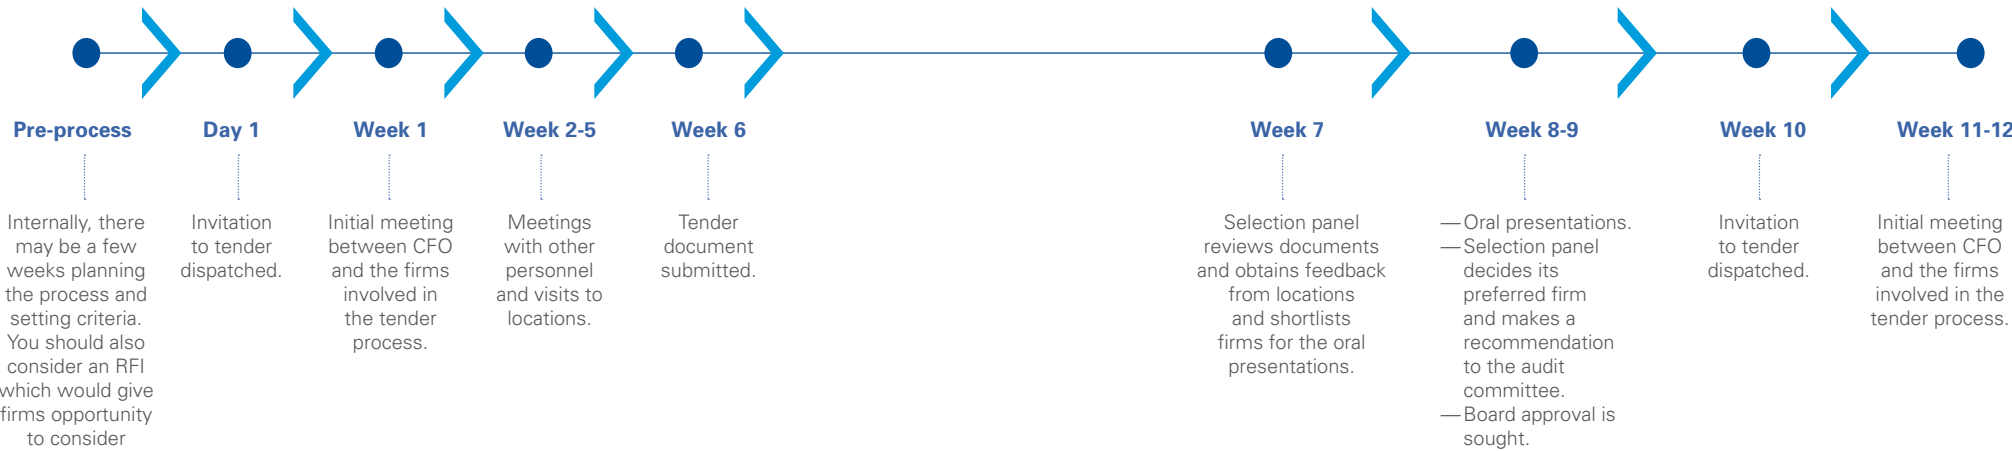 Pre-process
Internally, there
may be a few
weeks planning
the process and
setting criteria.
You should also
consider an RFI
which would give
firms opportunity
to consider
Day 1
Invitation
to tender
dispatched.
Week 1
Initial meeting
between CFO
and the firms
involved in
the tender
process.
Week 2-5
Meetings
with other
personnel
and visits to
locations.
Week 6
Tender
document
submitted.
Week 7
Selection panel
reviews documents
and obtains feedback
from locations
and shortlists
firms for the oral
presentations.
Week 8-9
— Oral presentations.
— Selection panel
decides its
preferred firm
and makes a
recommendation
to the audit
committee.
— Board approval is
sought.
Week 10
Invitation
to tender
dispatched.
Week 11-12
Initial meeting
between CFO
and the firms
involved in the
tender process.